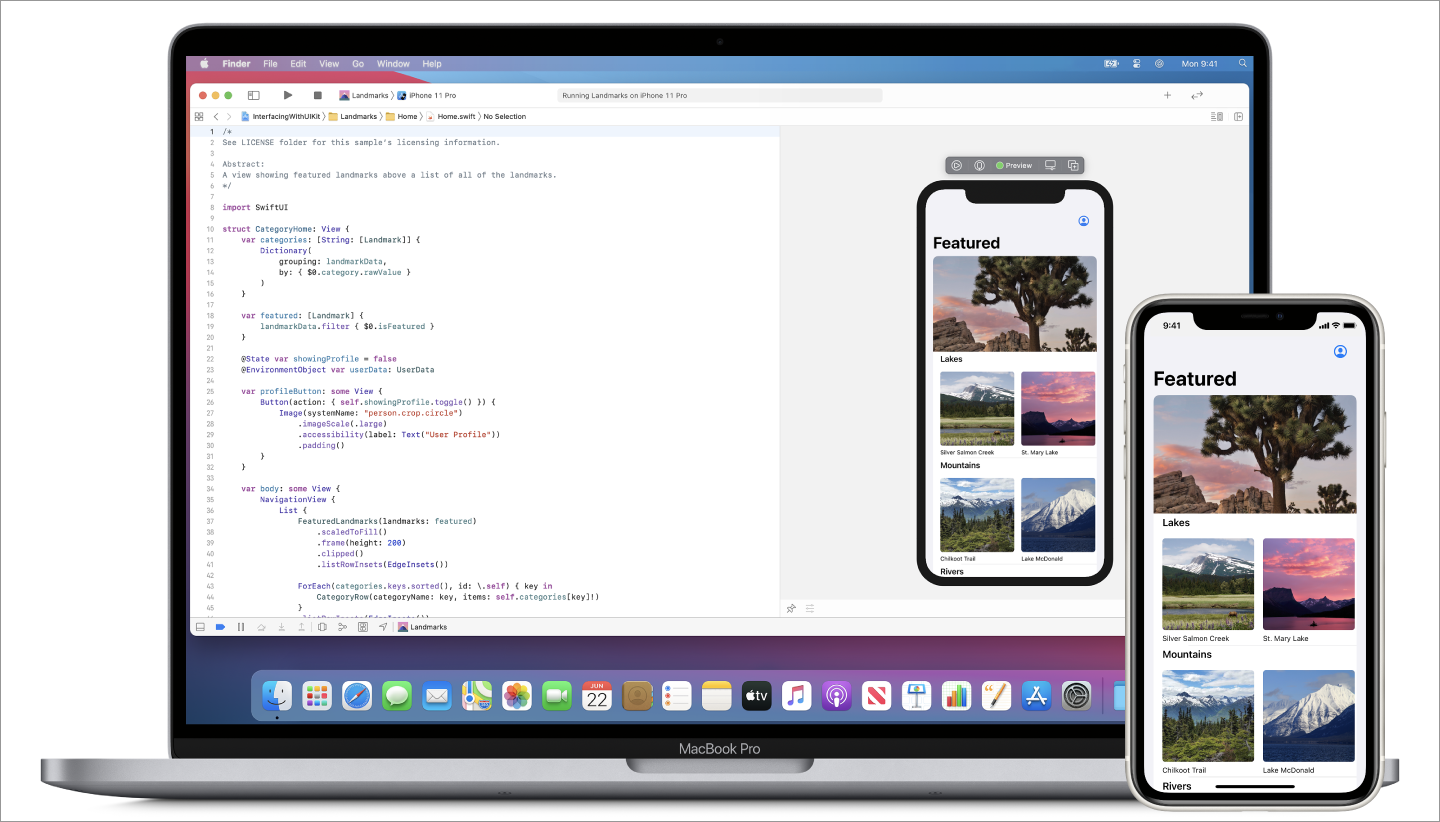 Finder File Edit View Go Window Help Mon 9:41
Landmarks iPhone 11 Pro Running Landmarks on iPhone 11 Pro
InterfacingWithUIKit Landmarks Home Home.swift No Selection
1 /*
2 See LICENSE folder for this sample's licensing information.
3
4 Abstract:
5 A view showing featured landmarks above a list of all of the landmarks.
6 */
7
8 import SwiftUI
9
10 struct CategoryHome: View {
11 var categories: [String: [Landmark]] {
12 Dictionary(
13 grouping: landmarkData,
14 by: { $0.category.rawValue }
15 )
16 }
17
18 var featured: [Landmark] {
19 landmarkData.filter { $0.isFeatured }
20 }
21
22 @State var showingProfile = false
23 @EnvironmentObject var userData: UserData
24
25 var profileButton: some View {
26 Button(action: { self.showingProfile.toggle() }) {
27 Image(systemName: "person.crop.circle")
28 .imageScale(.large)
29 .accessibility(label: Text("User Profile"))
30 .padding()
31 }
32 }
33
34 var body: some View {
35 NavigationView {
36 List {
37 FeaturedLandmarks(landmarks: featured)
38 .scaledToFill()
39 .frame(height: 200)
40 .clipped()
41 .listRowInsets(EdgeInsets())
42
43 ForEach(categories.keys.sorted(), id: \.self) { key in
44 CategoryRow(categoryName: key, items: self.categories[key]!)
45 }
Landmarks
Preview
Featured
Lakes
Silver Salmon Creek St. Mary Lake
Mountains
Chilkoot Trail Lake McDonald
Rivers
JUN
22
tv
MacBook Pro
9:41
Featured
Lakes
Silver Salmon Creek St. Mary Lake
Mountains
Chilkoot Trail Lake McDonald
Rivers